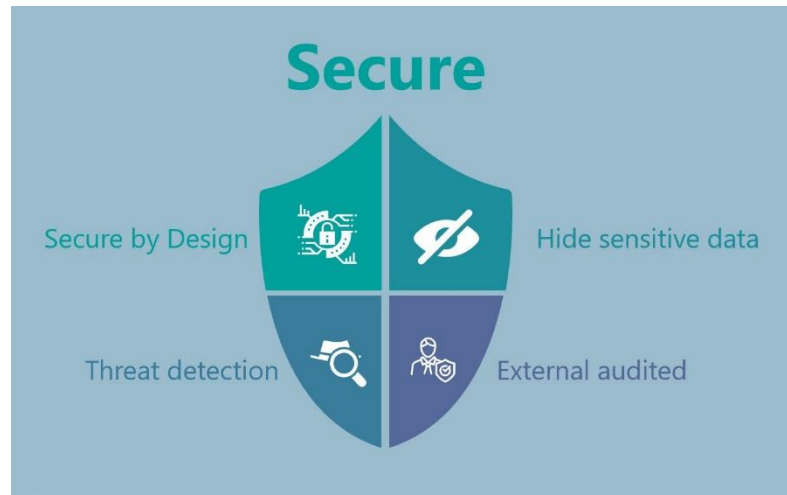 Secure
Secure by Design
Hide sensitive data
Threat detection
External audited